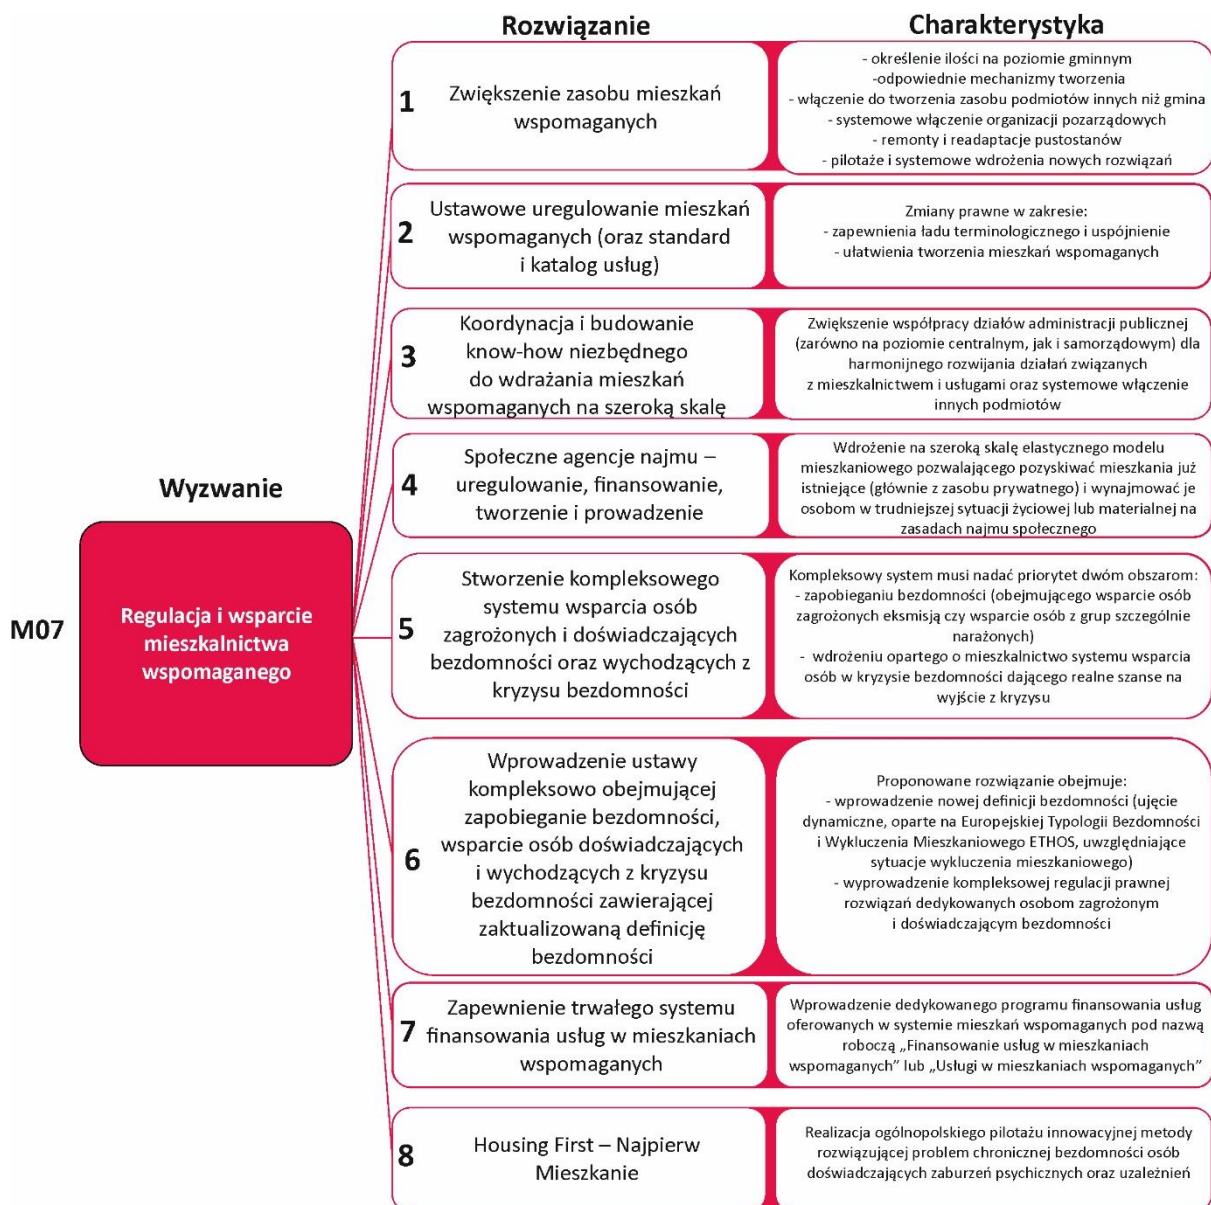 Rozwiązanie
Charakterystyka
1
Zwiększenie zasobu mieszkań
wspomaganych
- określenie ilości na poziomie gminnym
-odpowiednie mechanizmy tworzenia
- włączenie do tworzenia zasobu podmiotów innych niż gmina
- systemowe włączenie organizacji pozarządowych
- remonty i readaptacje pustostanów
- pilotaże i systemowe wdrożenia nowych rozwiązań
2
Ustawowe uregulowanie mieszkań
wspomaganych (oraz standard
i katalog usług)
Zmiany prawne w zakresie:
- zapewnienia ładu terminologicznego i uspójnienie
- ułatwienia tworzenia mieszkań wspomaganych
3
Koordynacja i budowanie
know-how niezbędnego
do wdrażania mieszkań
wspomaganych na szeroką skalę
Zwiększenie współpracy działów administracji publicznej
(zarówno na poziomie centralnym, jak i samorządowym) dla
harmonijnego rozwijania działań związanych
z mieszkalnictwem i usługami oraz systemowe włączenie
innych podmiotów
4
Społeczne agencje najmu –
uregulowanie, finansowanie,
tworzenie i prowadzenie
Wdrożenie na szeroką skalę elastycznego modelu
mieszkaniowego pozwalającego pozyskiwać mieszkania już
istniejące (głównie z zasobu prywatnego) i wynajmować je
osobom w trudniejszej sytuacji życiowej lub materialnej na
zasadach najmu społecznego
Wyzwanie
M07
Regulacja i wsparcie
mieszkalnictwa
wspomaganego
5
Stworzenie kompleksowego
systemu wsparcia osób
zagrożonych i doświadczających
bezdomności oraz wychodzących z
kryzysu bezdomności
Kompleksowy system musi nadać priorytet dwóm obszarom:
- zapobieganiu bezdomności (obejmującego wsparcie osób
zagrożonych eksmisją czy wsparcie osób z grup szczególnie
narażonych)
- wdrożeniu opartego o mieszkalnictwo systemu wsparcia
osób w kryzysie bezdomności dającego realne szanse na
wyjście z kryzysu
6
Wprowadzenie ustawy
kompleksowo obejmującej
zapobieganie bezdomności,
wsparcie osób doświadczających
i wychodzących z kryzysu
bezdomności zawierającej
zaktualizowaną definicję
bezdomności
Proponowane rozwiązanie obejmuje:
- wprowadzenie nowej definicji bezdomności (ujęcie
dynamiczne, oparte na Europejskiej Typologii Bezdomności
i Wykluczenia Mieszkaniowego ETHOS, uwzględniające
sytuacje wykluczenia mieszkaniowego)
- wyprowadzenie kompleksowej regulacji prawnej
rozwiązań dedykowanych osobom zagrożonym
i doświadczającym bezdomności
7
Zapewnienie trwałego systemu
finansowania usług w mieszkaniach
wspomaganych
Wprowadzenie dedykowanego programu finansowania usług
oferowanych w systemie mieszkań wspomaganych pod nazwą
roboczą „Finansowanie usług w mieszkaniach
wspomaganych” lub „Usługi w mieszkaniach wspomaganych”
8
Housing First – Najpierw
Mieszkanie
Realizacja ogólnopolskiego pilotażu innowacyjnej metody
rozwiązującej problem chronicznej bezdomności osób
doświadczających zaburzeń psychicznych oraz uzależnień